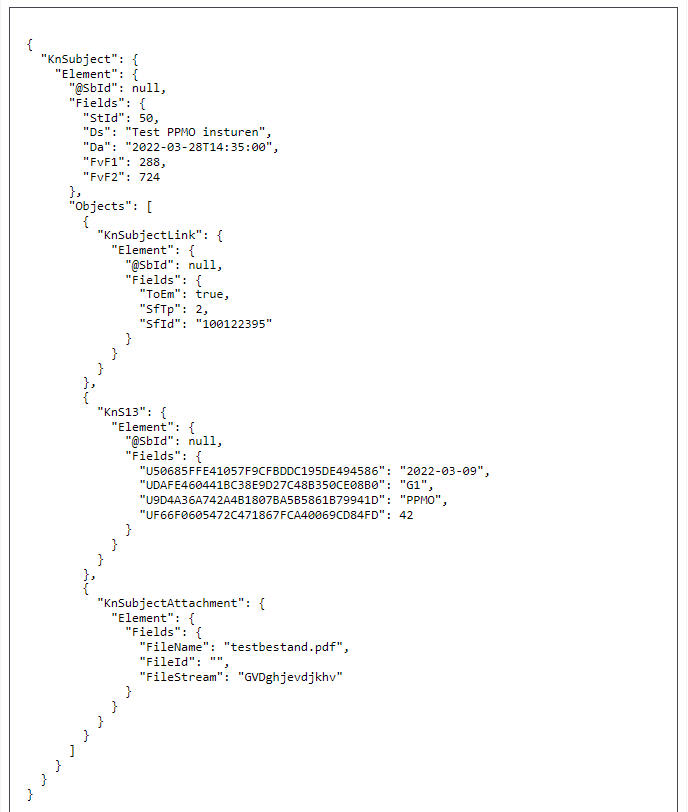 {
  "KnSubject": {
    "Element": {
      "@SbId": null,
      "Fields": {
        "StId": 50,
        "Ds": "Test PPMO insturen",
        "Da": "2022-03-28T14:35:00",
        "FvF1": 288,
        "FvF2": 724
      },
      "Objects": [
        {
          "KnSubjectLink": {
            "Element": {
              "@SbId": null,
              "Fields": {
                "ToEm": true,
                "SfTp": 2,
                "SfId": "100122395"
              }
            }
          }
        },
        {
          "KnS13": {
            "Element": {
              "@SbId": null,
              "Fields": {
                "U50685FFE41057F9CFBDDC195DE494586": "2022-03-09",
                "UDAFE460441BC38E9D27C48B350CE08B0": "G1",
                "U9D4A36A742A4B1807BA5B5861B79941D": "PPMO",
                "UF66F0605472C471867FCA40069CD84FD": 42
              }
            }
          }
        },
        {
          "KnSubjectAttachment": {
            "Element": {
              "Fields": {
                "FileName": "testbestand.pdf",
                "FileId": "",
                "FileStream": "GVDghjevdjkhv"
              }
            }
          }
        }
      ]
    }
  }
}